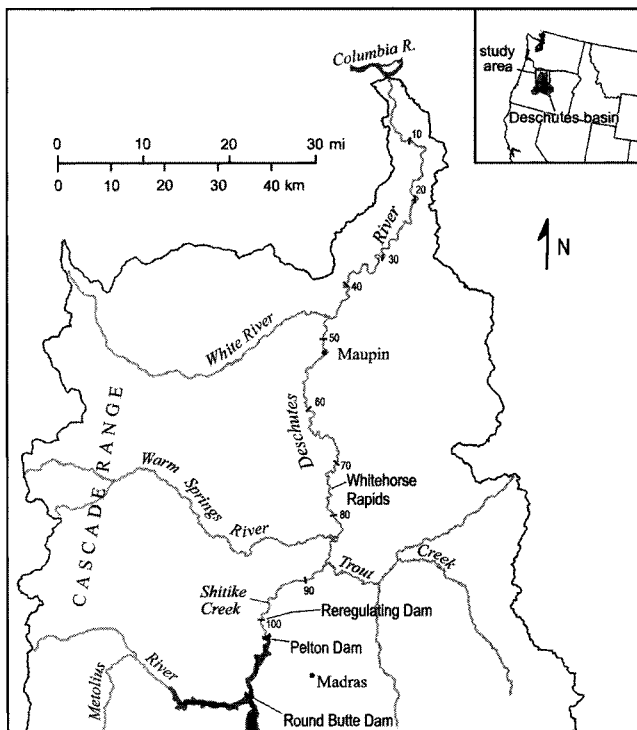 Columbia R.
study
area
Deschutes basin
0 10 20 30 mi
0 10 20 30 40 km
N
10
20
River
30
40
White River
50
Maupin
60
Deschutes
CASCADE RANGE
Warm Springs River
70
Whitehorse
Rapids
80
Trout Creek
90
Shitike
Creek
Reregulating Dam
100
Pelton Dam
Metolius River
Madras
Round Butte Dam